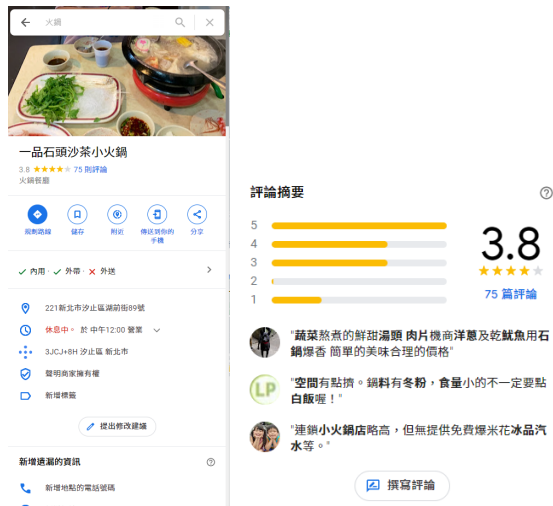 火鍋
一品石頭沙茶小火鍋
3.8 75 則評論
火鍋餐廳
規劃路線 儲存 附近 傳送到你的手機 分享
內用 · 外帶 · 外送
221新北市汐止區湖前街89號
休息中。 於 中午12:00 營業
3JCJ+8H 汐止區 新北市
聲明商家擁有權
新增標籤
提出修改建議
新增遺漏的資訊
新增地點的電話號碼
評論摘要
5
4
3
2
1
3.8
75 篇評論
"蔬菜熬煮的鮮甜湯頭 肉片機商洋蔥及乾魷魚用石
鍋爆香 簡單的美味合理的價格"
"空間有點擠。鍋料有冬粉，食量小的不一定要點
白飯喔！"
"連鎖小火鍋店略高，但無提供免費爆米花冰品汽
水等。"
撰寫評論